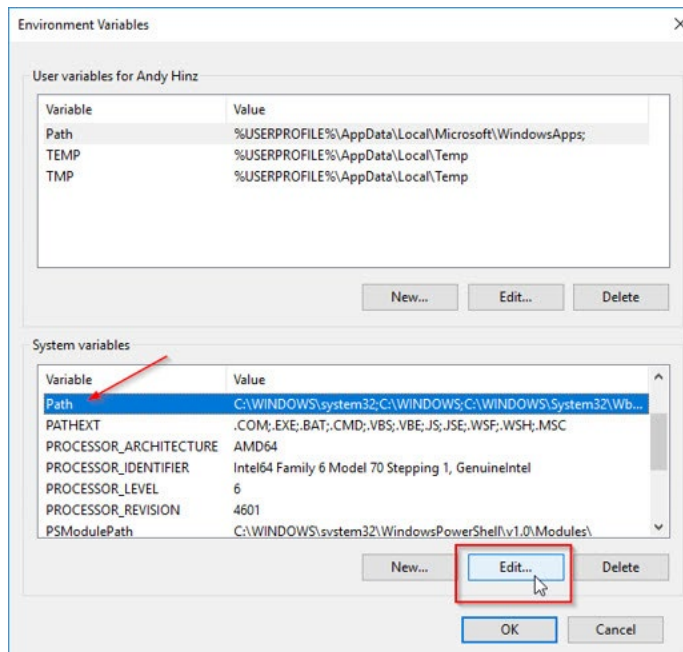 Environment Variables
User variables for Andy Hinz
Variable Value
Path %USERPROFILE%\AppData\Local\Microsoft\WindowsApps;
TEMP %USERPROFILE%\AppData\Local\Temp
TMP %USERPROFILE%\AppData\Local\Temp
New... Edit... Delete
System variables
Variable Value
Path C:\WINDOWS\system32;C:\WINDOWS;C:\WINDOWS\System32\Wb...
PATHEXT .COM;.EXE;.BAT;.CMD;.VBS;.VBE;.JS;.JSE;.WSF;.WSH;.MSC
PROCESSOR_ARCHITECTURE AMD64
PROCESSOR_IDENTIFIER Intel64 Family 6 Model 70 Stepping 1, GenuineIntel
PROCESSOR_LEVEL 6
PROCESSOR_REVISION 4601
PSModulePath C:\WINDOWS\system32\WindowsPowerShell\v1.0\Modules\
New... Edit... Delete
OK Cancel